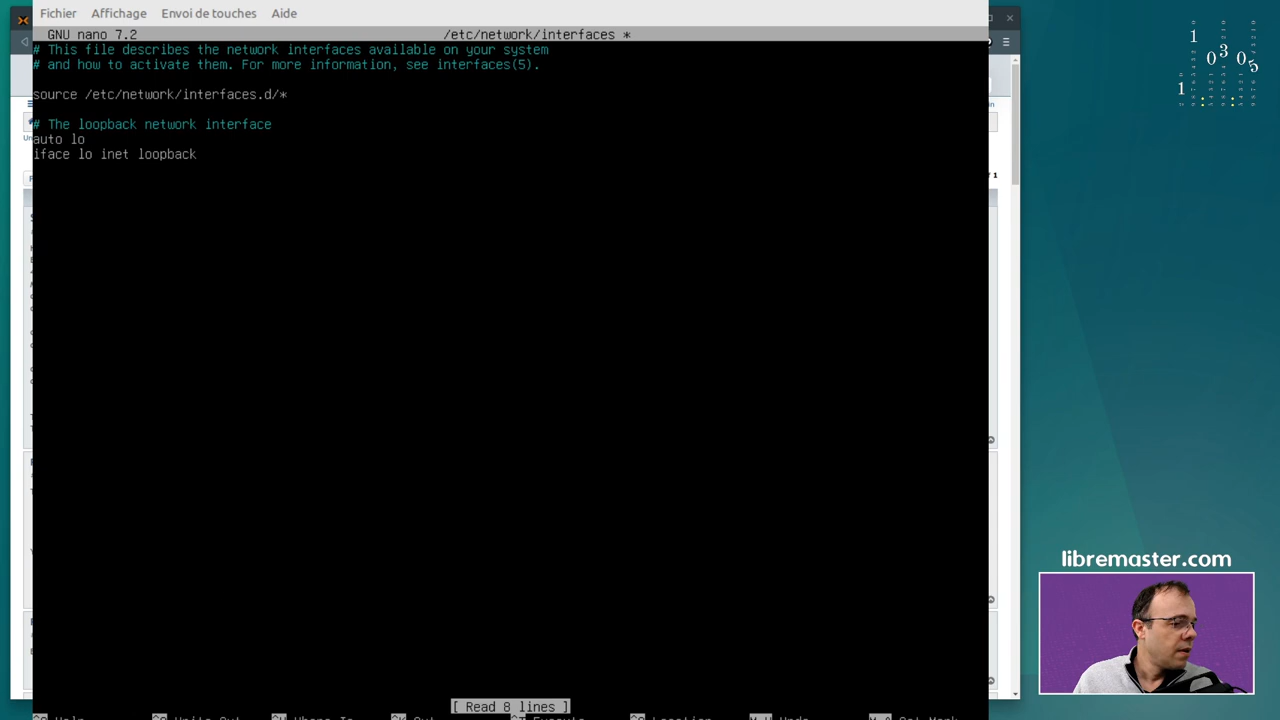 Fichier Affichage Envoi de touches Aide
GNU nano 7.2 /etc/network/interfaces *
# This file describes the network interfaces available on your system
# and how to activate them. For more information, see interfaces(5).
source /etc/network/interfaces.d/*
# The loopback network interface
auto lo
iface lo inet loopback
[ Read 8 lines ]
libremaster.com